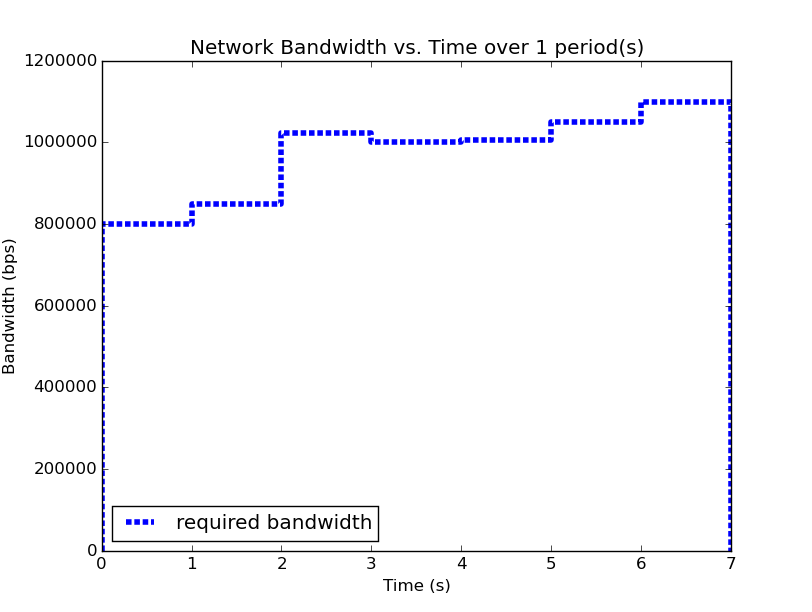 Network Bandwidth vs. Time over 1 period(s)
1200000
1000000
800000
600000
400000
200000
0
Bandwidth (bps)
required bandwidth
0 1 2 3 4 5 6 7
Time (s)